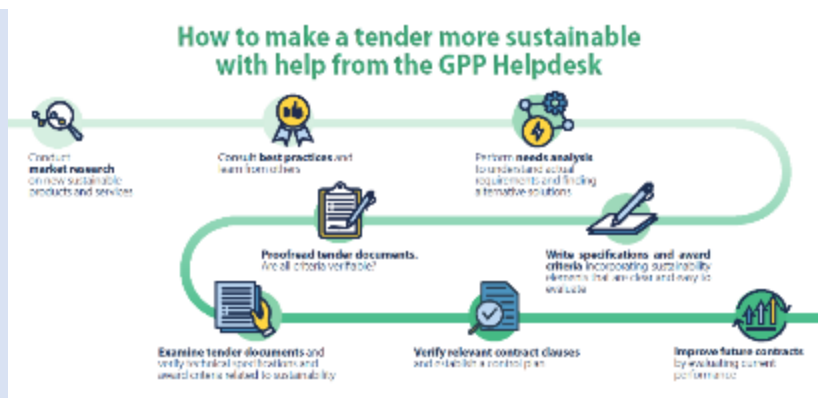 How to make a tender more sustainable
with help from the GPP Helpdesk
Conduct
market research
on new sustainable
products and services
Consult best practices and
learn from others
Perform needs analysis
to understand actual
requirements and finding
alternative solutions
Write specifications and award
criteria incorporating sustainability
elements that are clear and easy to
evaluate
Proofread tender documents.
Are all criteria verifiable?
Examine tender documents and
verify technical specifications and
award criteria related to sustainability
Verify relevant contract clauses
and establish a control plan
Improve future contracts
by evaluating current
performance